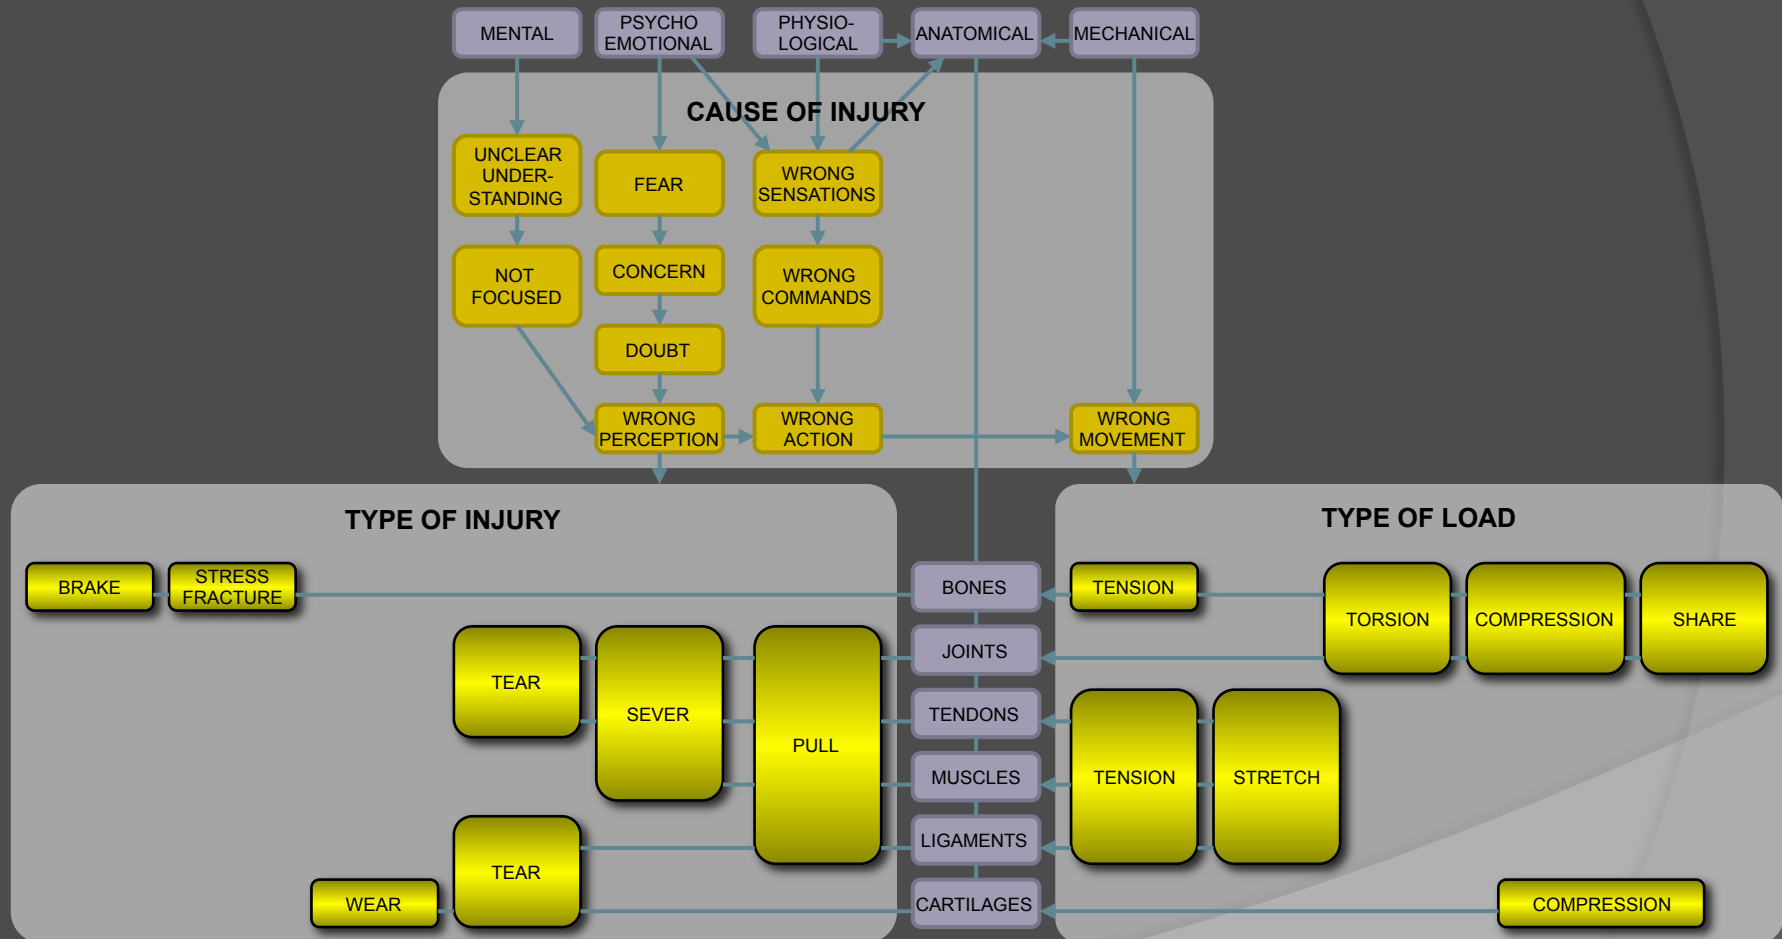 MENTAL
PSYCHO
EMOTIONAL
PHYSIO-
LOGICAL
ANATOMICAL
MECHANICAL
CAUSE OF INJURY
UNCLEAR
UNDER-
STANDING
FEAR
WRONG
SENSATIONS
NOT
FOCUSED
CONCERN
WRONG
COMMANDS
DOUBT
WRONG
PERCEPTION
WRONG
ACTION
WRONG
MOVEMENT
TYPE OF INJURY
TYPE OF LOAD
BRAKE
STRESS
FRACTURE
BONES
TENSION
TORSION
COMPRESSION
SHARE
JOINTS
TEAR
SEVER
PULL
TENDONS
MUSCLES
TENSION
STRETCH
LIGAMENTS
TEAR
WEAR
CARTILAGES
COMPRESSION